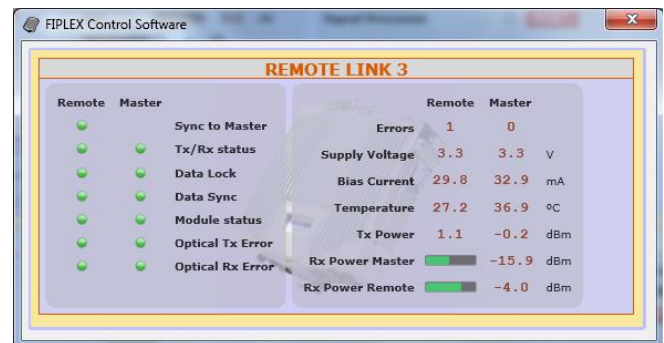 FIPLEX Control Software
REMOTE LINK 3
Remote Master
Sync to Master
Tx/Rx status
Data Lock
Data Sync
Module status
Optical Tx Error
Optical Rx Error
Remote Master
Errors 1 0
Supply Voltage 3.3 3.3 V
Bias Current 29.8 32.9 mA
Temperature 27.2 36.9 ºC
Tx Power 1.1 -0.2 dBm
Rx Power Master -15.9 dBm
Rx Power Remote -4.0 dBm